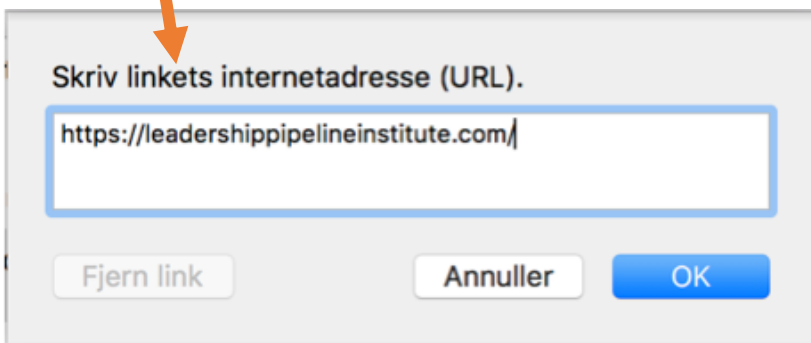 Skriv linkets internetadresse (URL).
https://leadershippipelineinstitute.com/
Fjern link
Annuller
OK